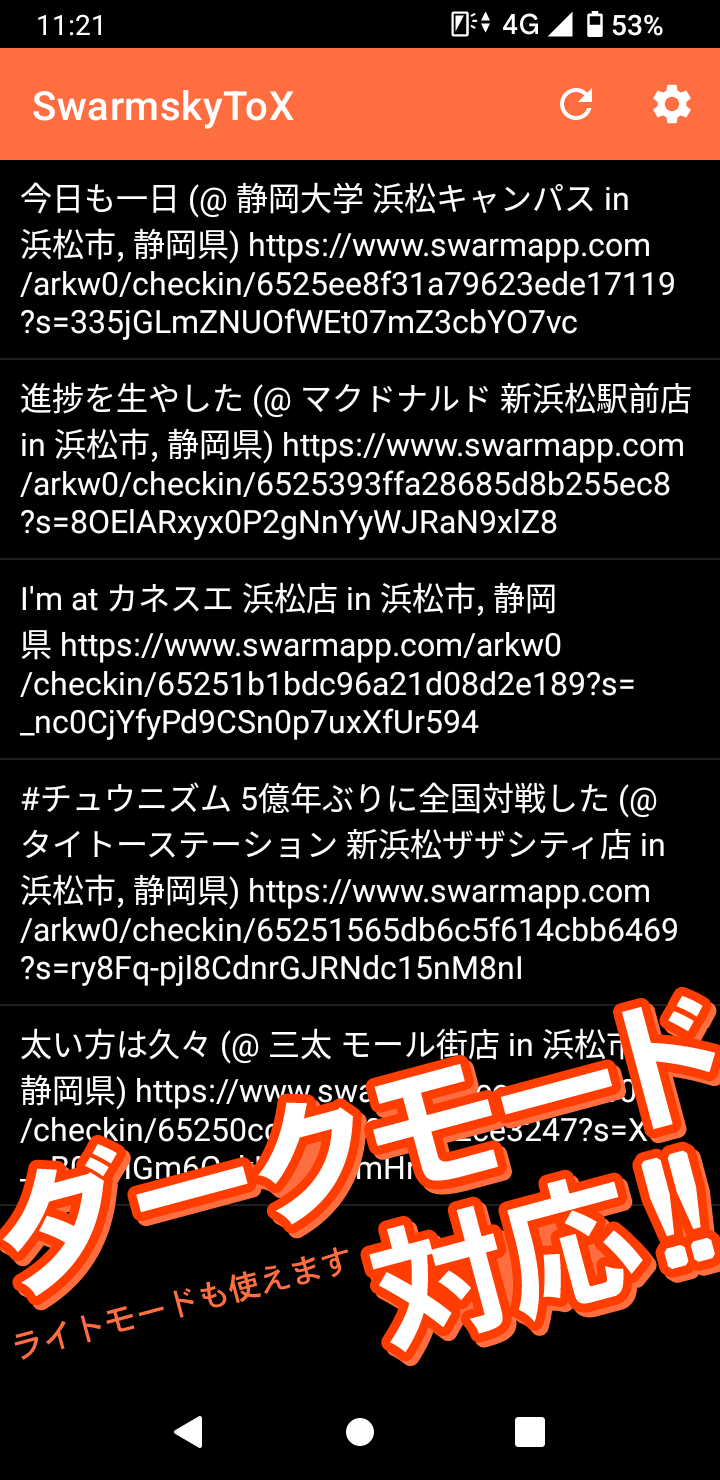 11:21
4G
53%
SwarmskyToX
今日も一日 (@ 静岡大学 浜松キャンパス in
浜松市, 静岡県) https://www.swarmapp.com
/arkw0/checkin/6525ee8f31a79623ede17119
?s=335jGLmZNUOfWEt07mZ3cbYO7vc
進捗を生やした (@ マクドナルド 新浜松駅前店
in 浜松市, 静岡県) https://www.swarmapp.com
/arkw0/checkin/6525393ffa28685d8b255ec8
?s=8OElARxyx0P2gNnYyWJRaN9xlZ8
I'm at カネスエ 浜松店 in 浜松市, 静岡
県 https://www.swarmapp.com/arkw0
/checkin/65251b1bdc96a21d08d2e189?s=
_nc0CjYfyPd9CSn0p7uxXfUr594
#チュウニズム 5億年ぶりに全国対戦した (@
タイトーステーション 新浜松ザザシティ店 in
浜松市, 静岡県) https://www.swarmapp.com
/arkw0/checkin/65251565db6c5f614cbb6469
?s=ry8Fq-pjl8CdnrGJRNdc15nM8nI
太い方は久々 (@ 三太 モール街店 in 浜松
静岡県) https://www.swa
/checkin/65250c
ダークモード
対応!!
ライトモードも使えます